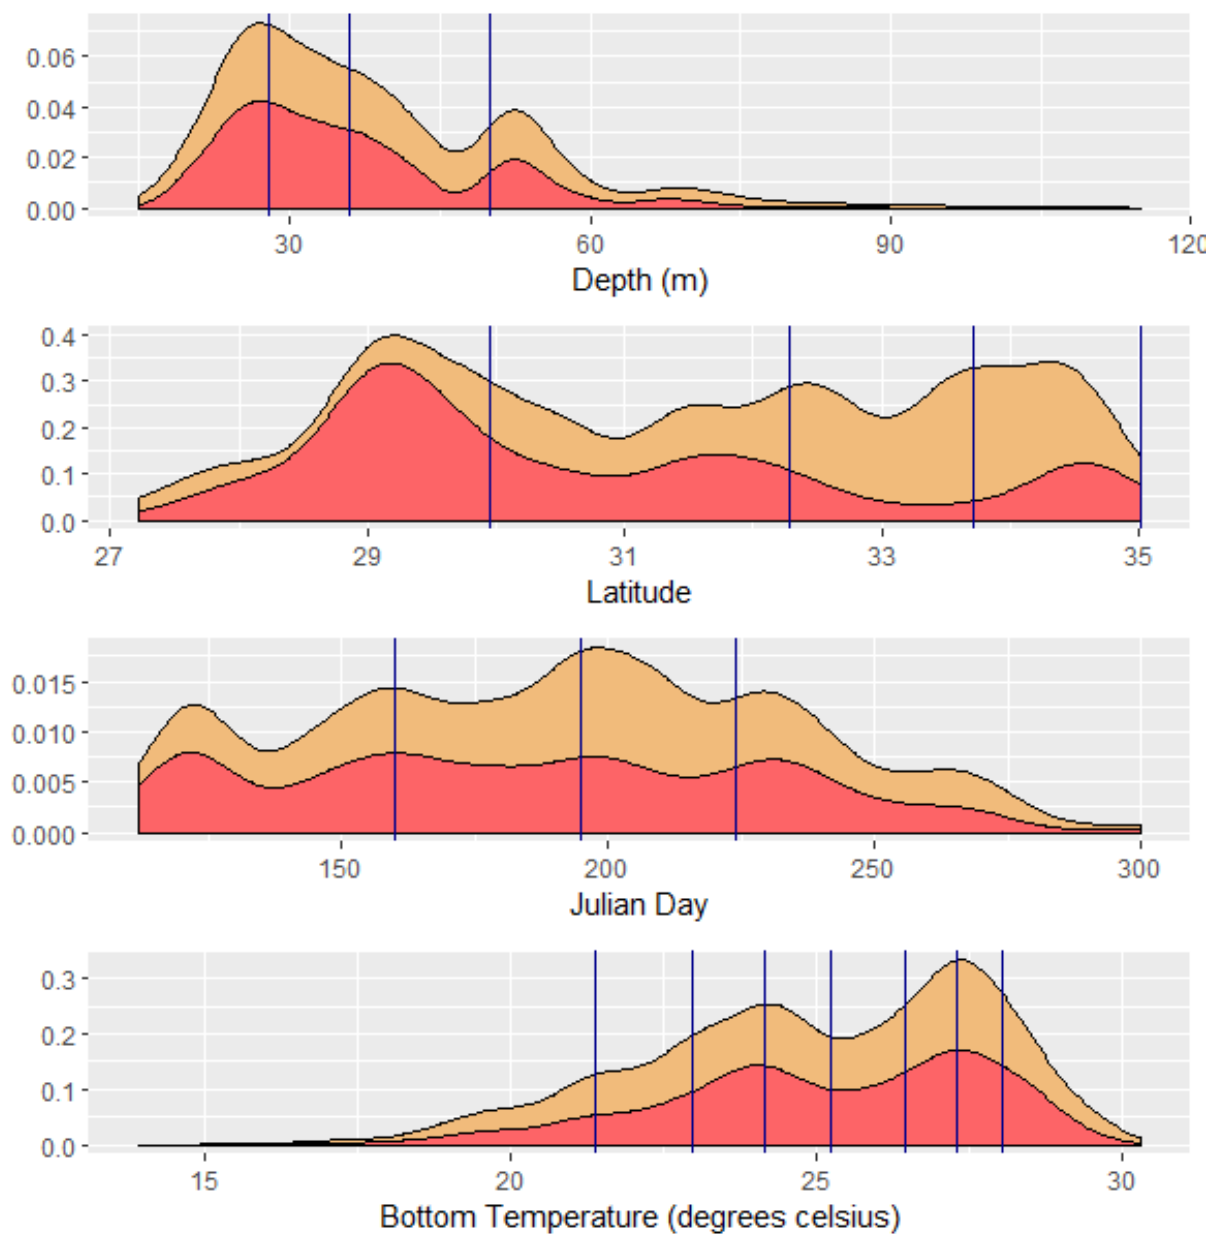 0.06
0.04
0.02
0.00
30 60 90 120
Depth (m)
0.4
0.3
0.2
0.1
0.0
27 29 31 33 35
Latitude
0.015
0.010
0.005
0.000
150 200 250 300
Julian Day
0.3
0.2
0.1
0.0
15 20 25 30
Bottom Temperature (degrees celsius)